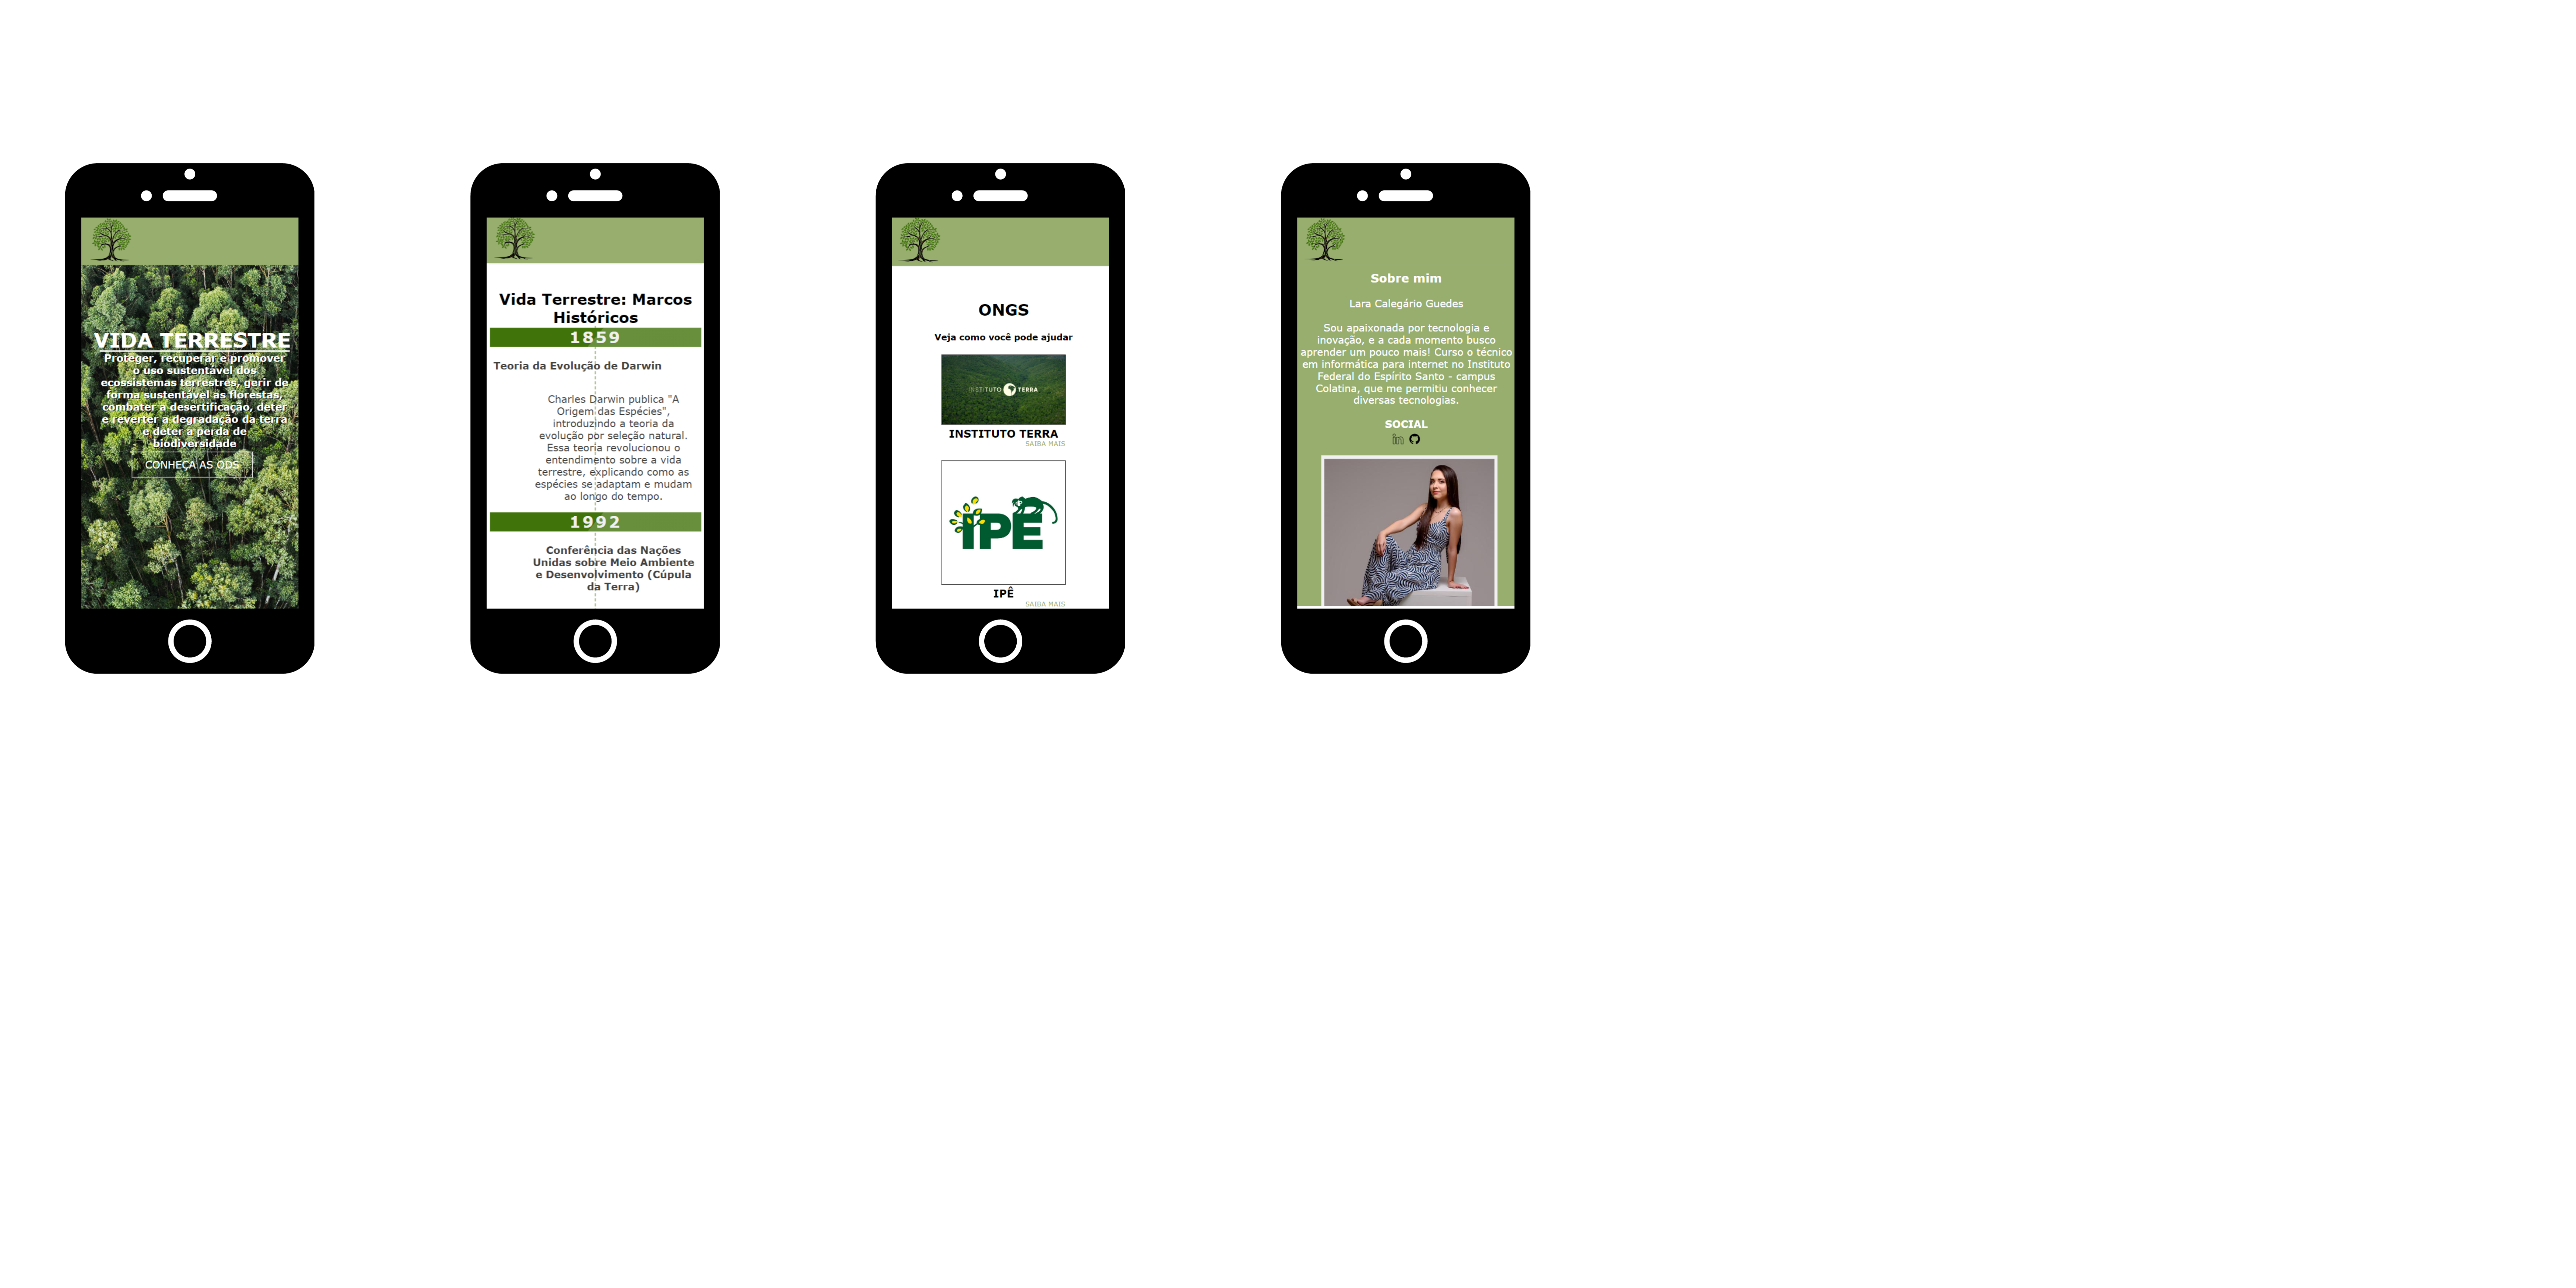 VIDA TERRESTRE
Proteger, recuperar e promover
o uso sustentável dos
ecossistemas terrestres, gerir de
forma sustentável as florestas,
combater a desertificação, deter
e reverter a degradação da terra
e deter a perda de
biodiversidade
CONHEÇA AS ODS
Vida Terrestre: Marcos
Históricos
1859
Teoria da Evolução de Darwin
Charles Darwin publica "A
Origem das Espécies",
introduzindo a teoria da
evolução por seleção natural.
Essa teoria revolucionou o
entendimento sobre a vida
terrestre, explicando como as
espécies se adaptam e mudam
ao longo do tempo.
1992
Conferência das Nações
Unidas sobre Meio Ambiente
e Desenvolvimento (Cúpula
da Terra)
ONGS
Veja como você pode ajudar
INSTITUTO TERRA
INSTITUTO TERRA
SAIBA MAIS
IPÊ
IPÊ
SAIBA MAIS
Sobre mim
Lara Calegário Guedes
Sou apaixonada por tecnologia e
inovação, e a cada momento busco
aprender um pouco mais! Curso o técnico
em informática para internet no Instituto
Federal do Espírito Santo - campus
Colatina, que me permitiu conhecer
diversas tecnologias.
SOCIAL
in